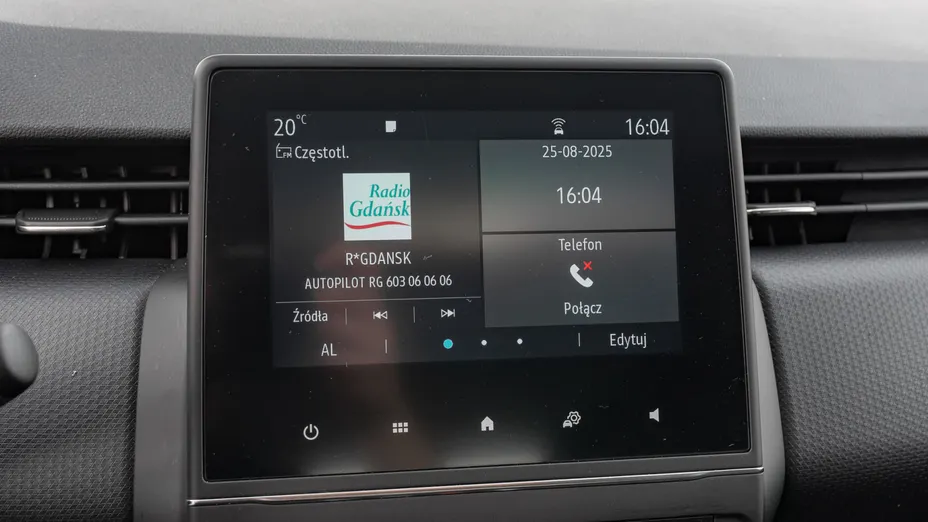 20°C
16:04
FM Częstotl.
Radio
Gdańsk
R*GDANSK
AUTOPILOT RG 603 06 06 06
Źródła
25-08-2025
16:04
Telefon
Połącz
AL
Edytuj